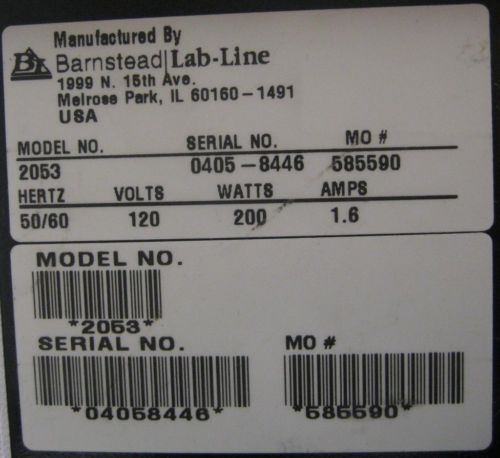 Manufactured By
BI Barnstead|Lab-Line
1999 N. 15th Ave.
Melrose Park, IL 60160-1491
USA
MODEL NO. SERIAL NO. MO #
2053 0405-8446 585590
HERTZ VOLTS WATTS AMPS
50/60 120 200 1.6
MODEL NO.
*2053*
SERIAL NO. MO #
*04058446* *585590*